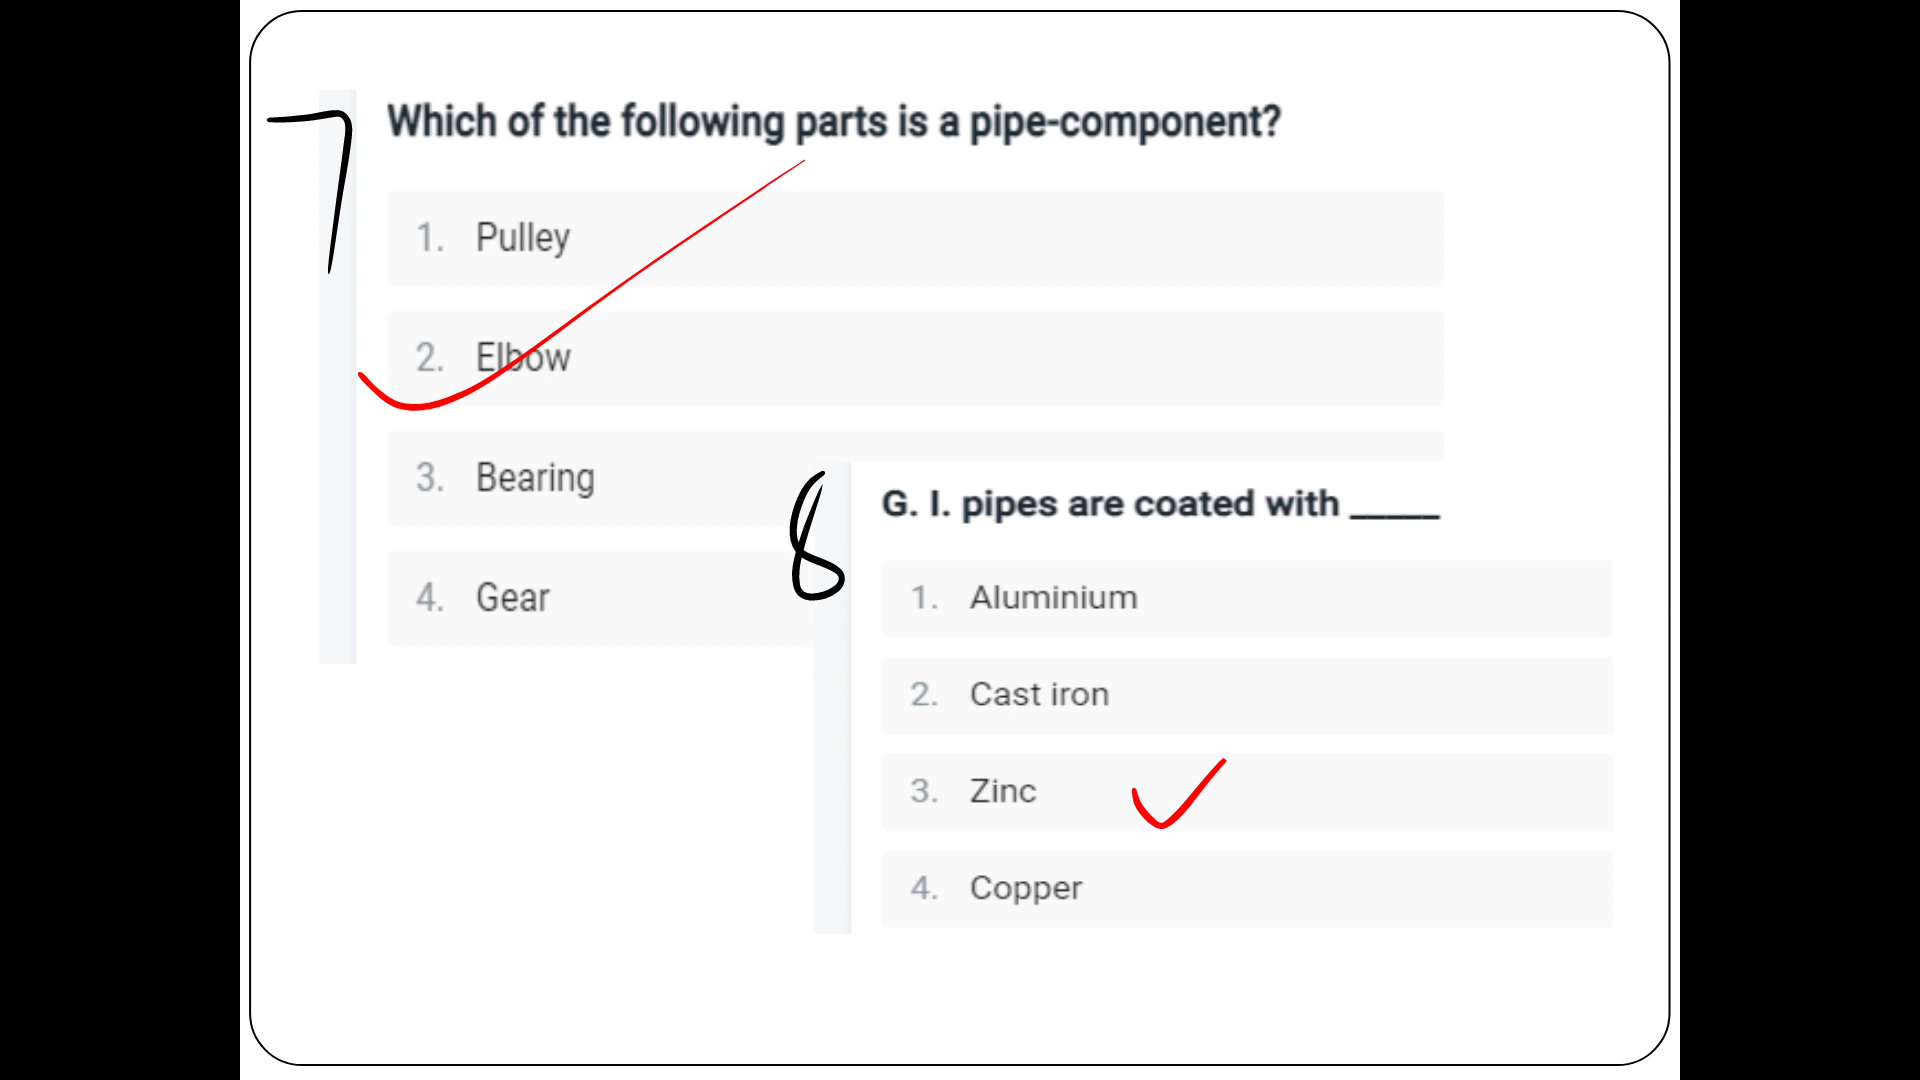 7
Which of the following parts is a pipe-component?
1. Pulley
2. Elbow
3. Bearing
4. Gear
8
G. I. pipes are coated with _____
1. Aluminium
2. Cast iron
3. Zinc
4. Copper